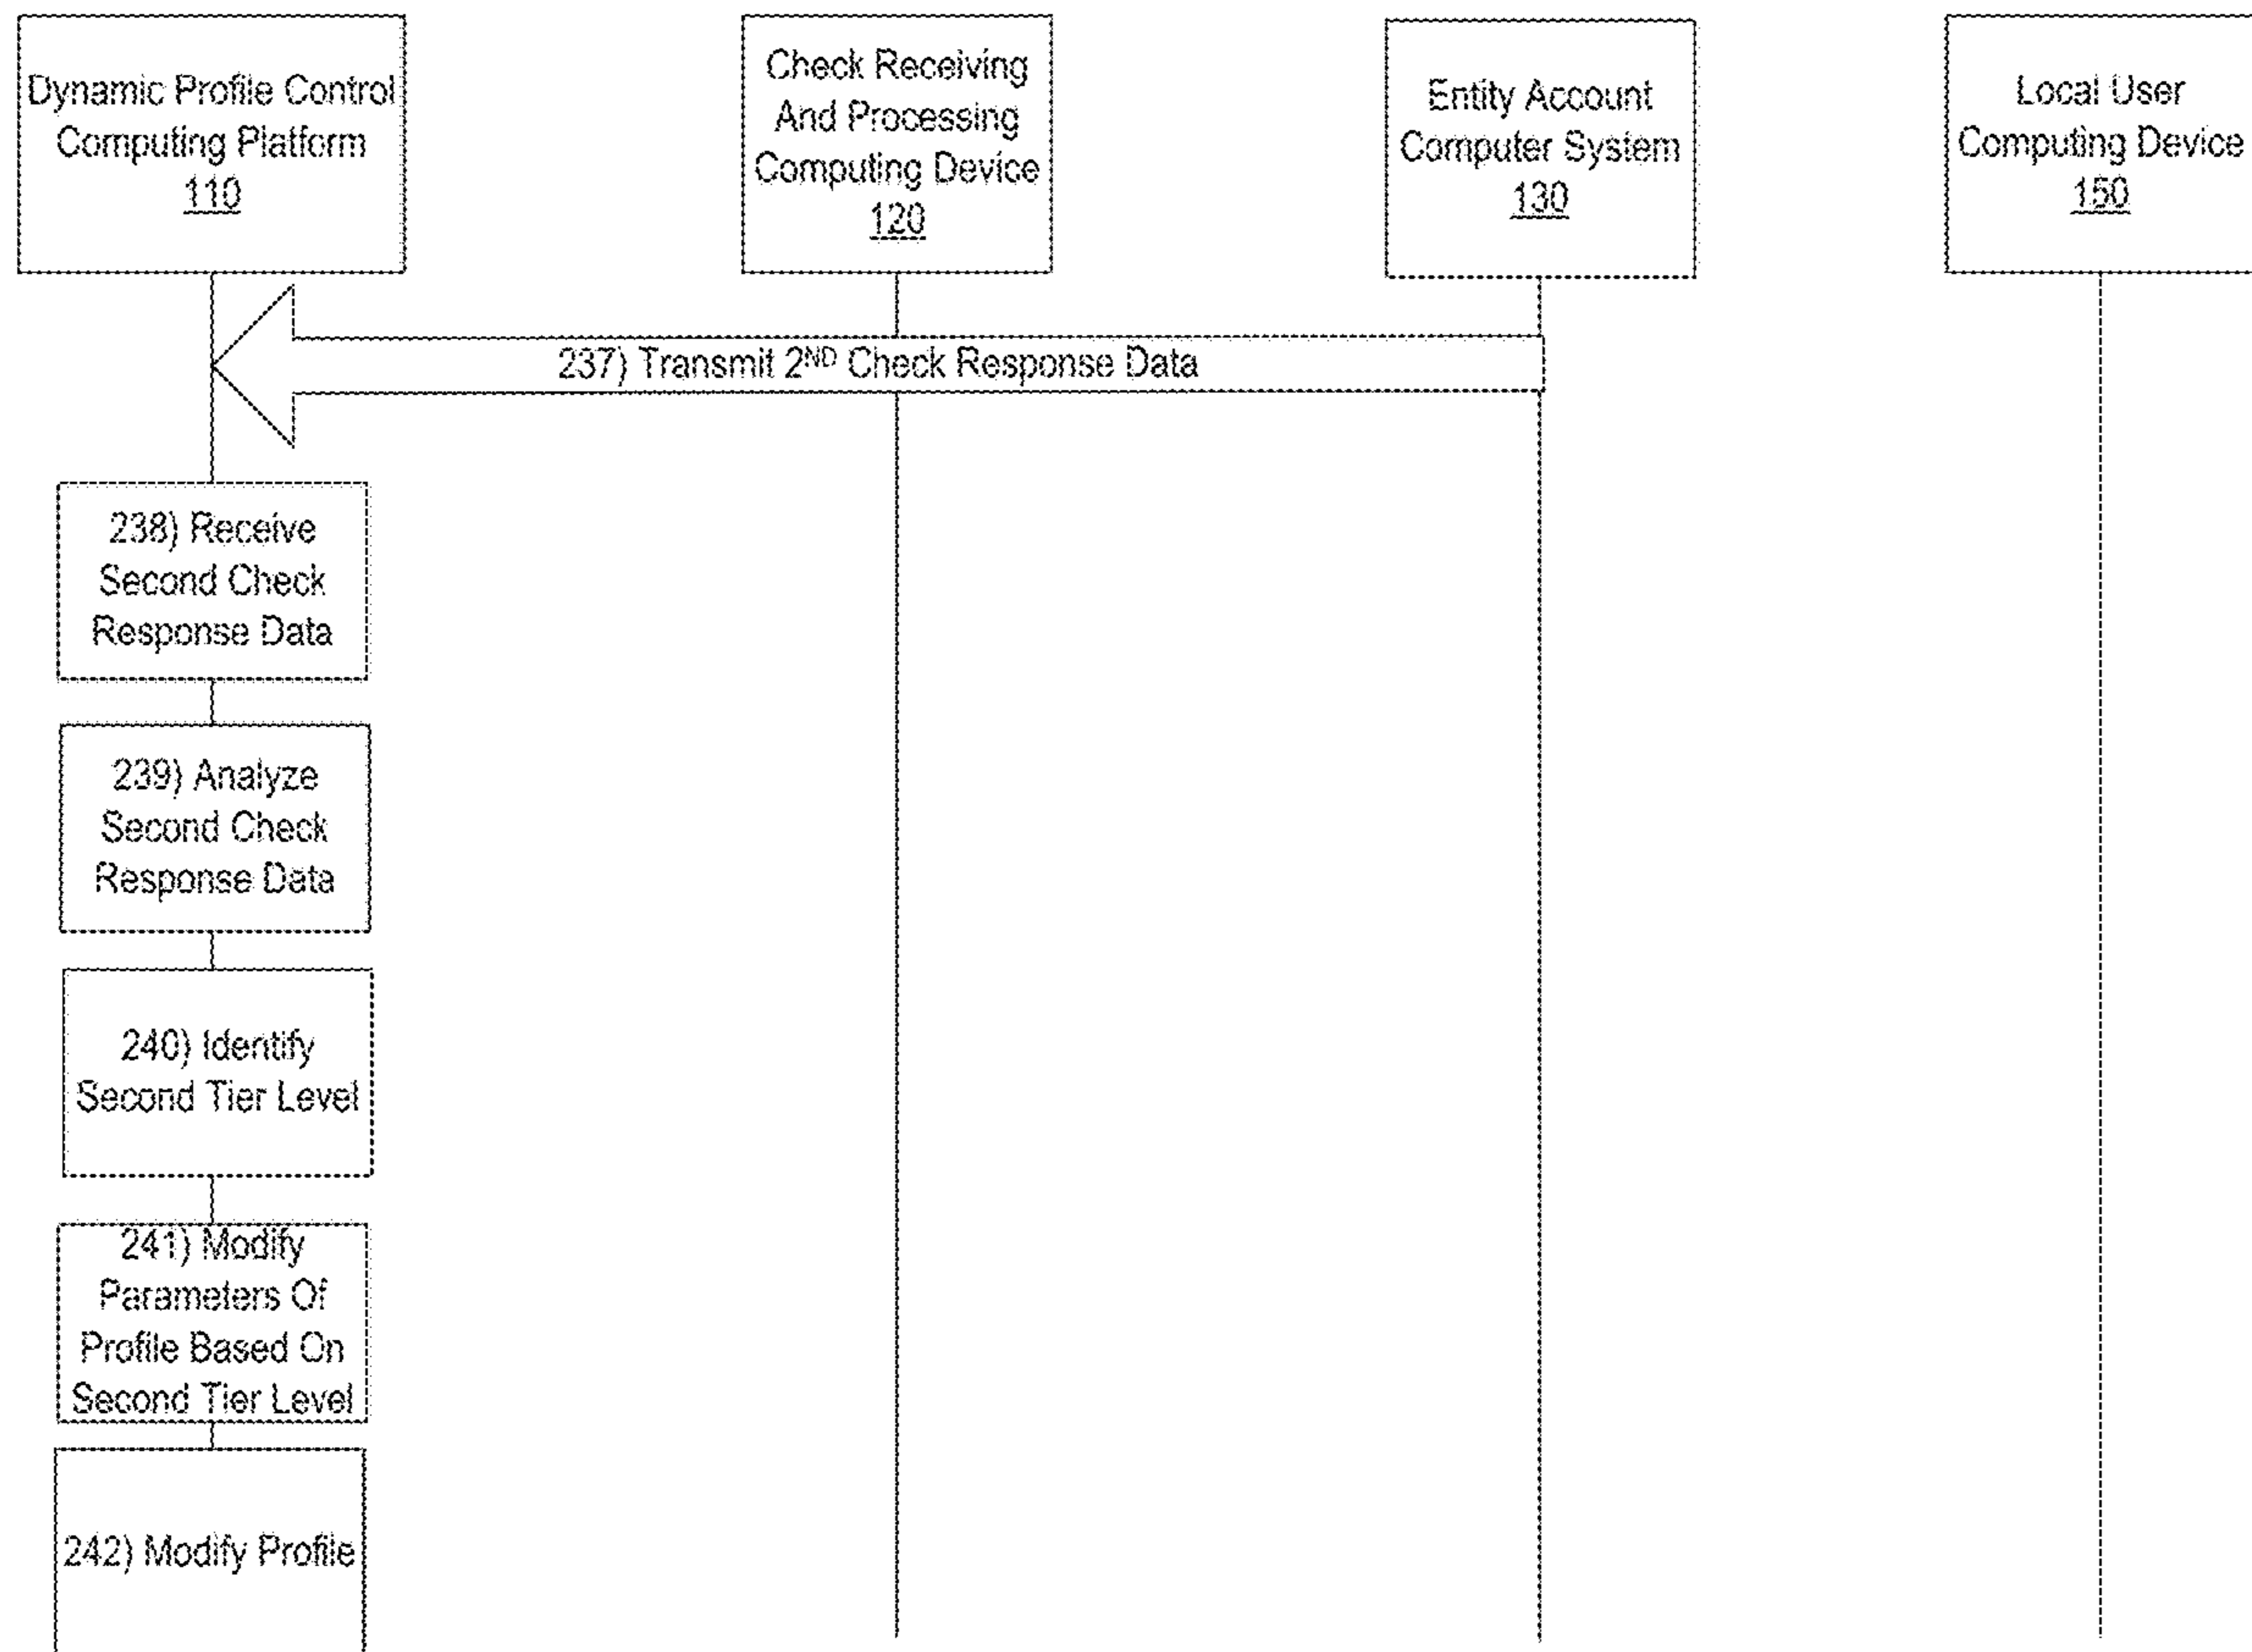 Dynamic Profile Control
Computing Platform
110
Check Receiving
And Processing
Computing Device
120
Entity Account
Computer System
130
Local User
Computing Device
150
237) Transmit 2ND Check Response Data
238) Receive
Second Check
Response Data
239) Analyze
Second Check
Response Data
240) Identify
Second Tier Level
241) Modify
Parameters Of
Profile Based On
Second Tier Level
242) Modify Profile